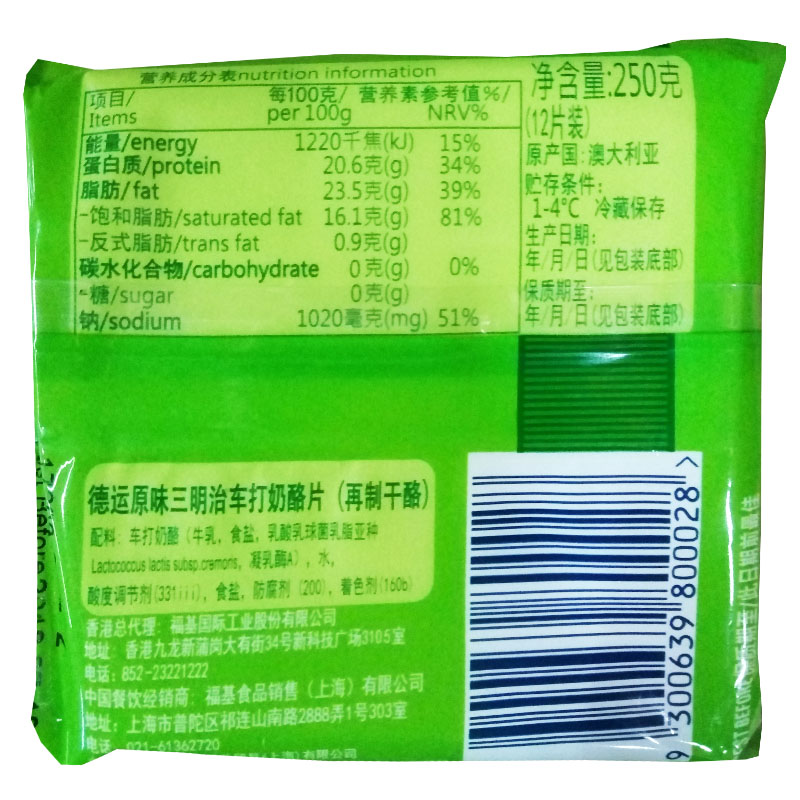 营养成分表nutrition information
项目/ 每100克/ 营养素参考值%/
Items per 100g NRV%
能量/energy 1220千焦(kJ) 15%
蛋白质/protein 20.6克(g) 34%
脂肪/fat 23.5克(g) 39%
-饱和脂肪/saturated fat 16.1克(g) 81%
-反式脂肪/trans fat 0.9克(g)
碳水化合物/carbohydrate 0克(g) 0%
-糖/sugar 0克(g)
钠/sodium 1020毫克(mg) 51%
净含量:250克
(12片装)
原产国:澳大利亚
贮存条件:
1-4°C 冷藏保存
生产日期:
年/月/日(见包装底部)
保质期至:
年/月/日(见包装底部)
德运原味三明治车打奶酪片（再制干酪）
配料: 车打奶酪（牛乳, 食盐, 乳酸乳球菌乳脂亚种
Lactococcus lactis subsp.cremoris, 凝乳酶A）, 水,
酸度调节剂(331iii), 食盐, 防腐剂 (200), 着色剂(160b)
香港总代理: 福基国际工业股份有限公司
地址: 香港九龙新蒲岗大有街34号新科技广场3105室
电话: 852-23221222
中国餐饮经销商: 福基食品销售（上海）有限公司
地址: 上海市普陀区祁连山南路2888弄1号303室
电话: 021-61362720
(上海)有限公司
9 300639 800028 >
BEST BEFORE